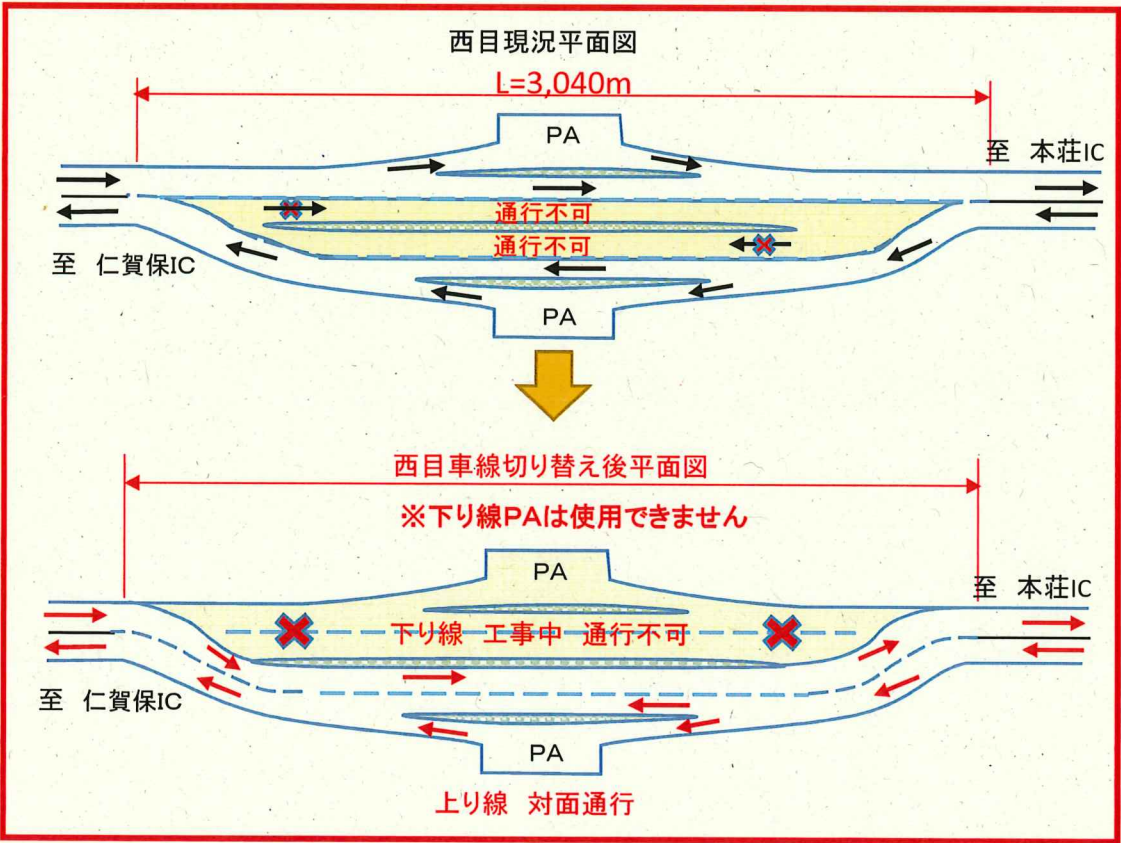 西目現況平面図
L=3,040m
PA
至 本荘IC
通行不可
通行不可
至 仁賀保IC
PA
西目車線切り替え後平面図
※下り線PAは使用できません
PA
至 本荘IC
下り線 工事中 通行不可
至 仁賀保IC
PA
上り線 対面通行